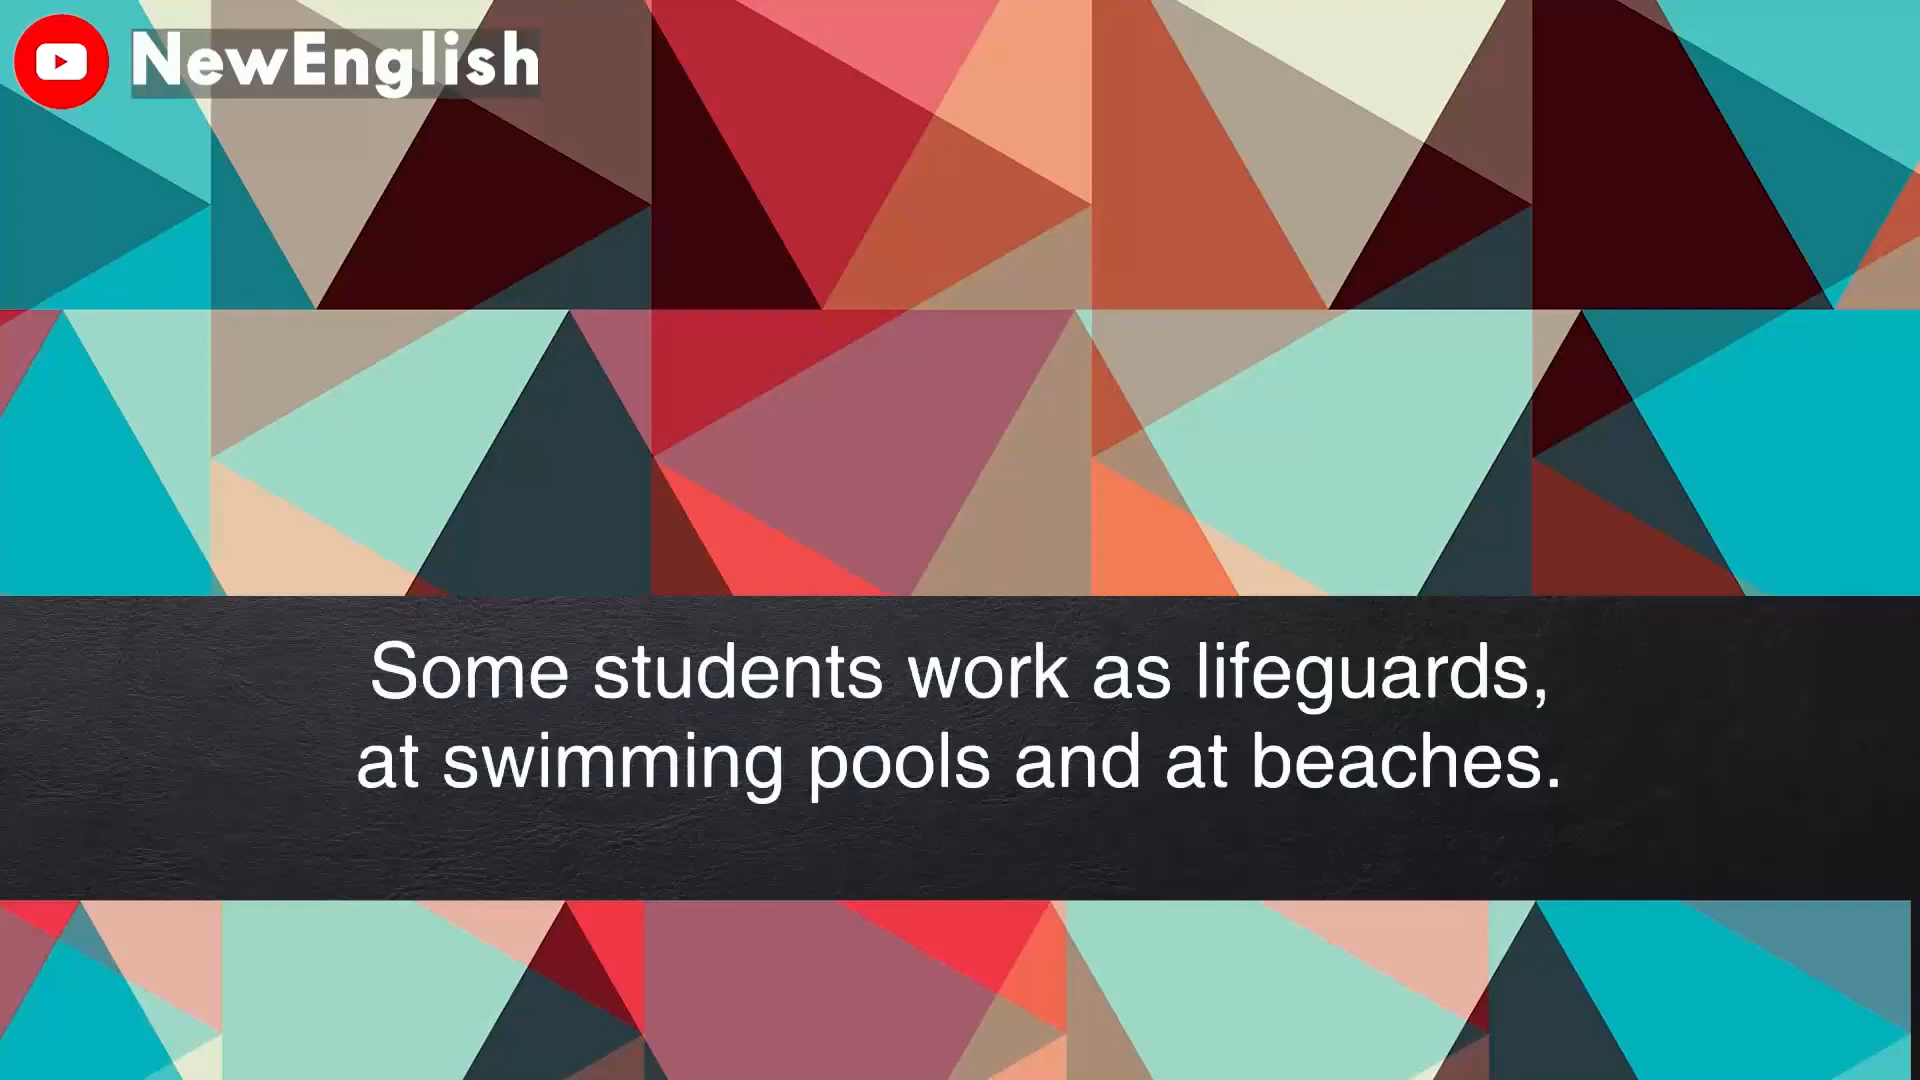 NewEnglish
Some students work as lifeguards,
at swimming pools and at beaches.